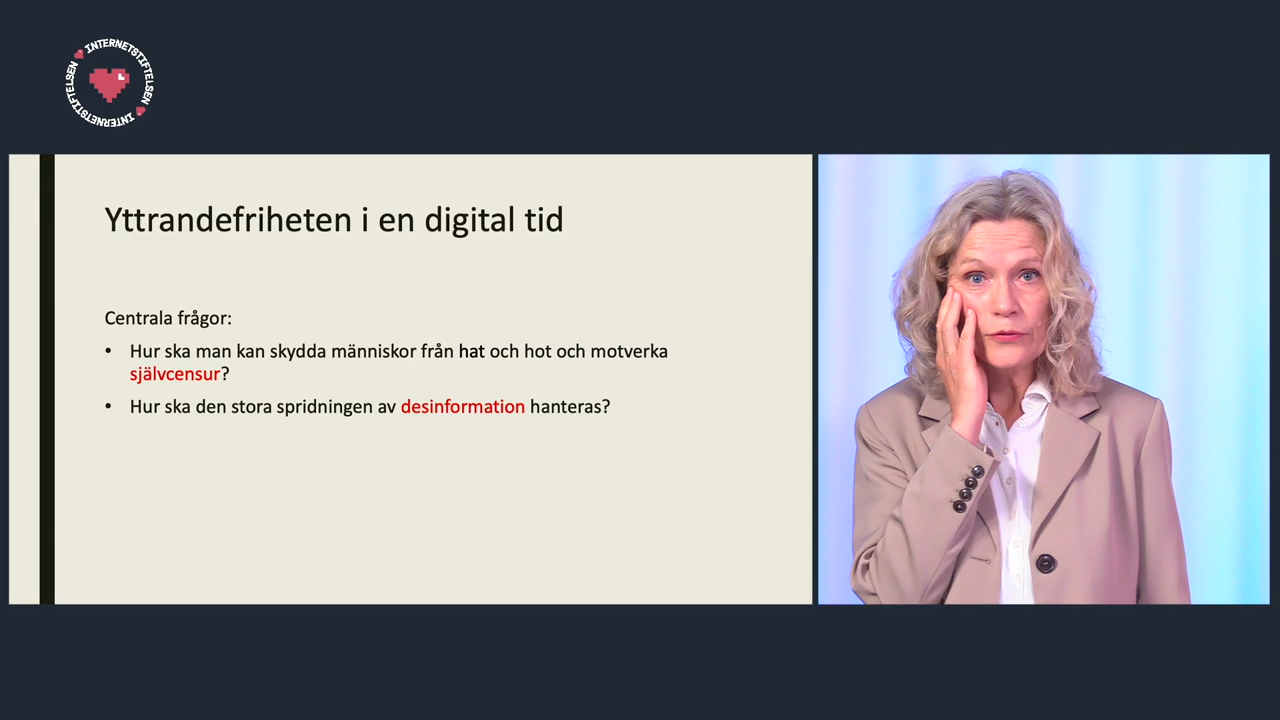 INTERNETSTIFTELSEN INTERNETSTIFTELSEN
Yttrandefriheten i en digital tid
Centrala frågor:
• Hur ska man kan skydda människor från hat och hot och motverka
självcensur?
• Hur ska den stora spridningen av desinformation hanteras?